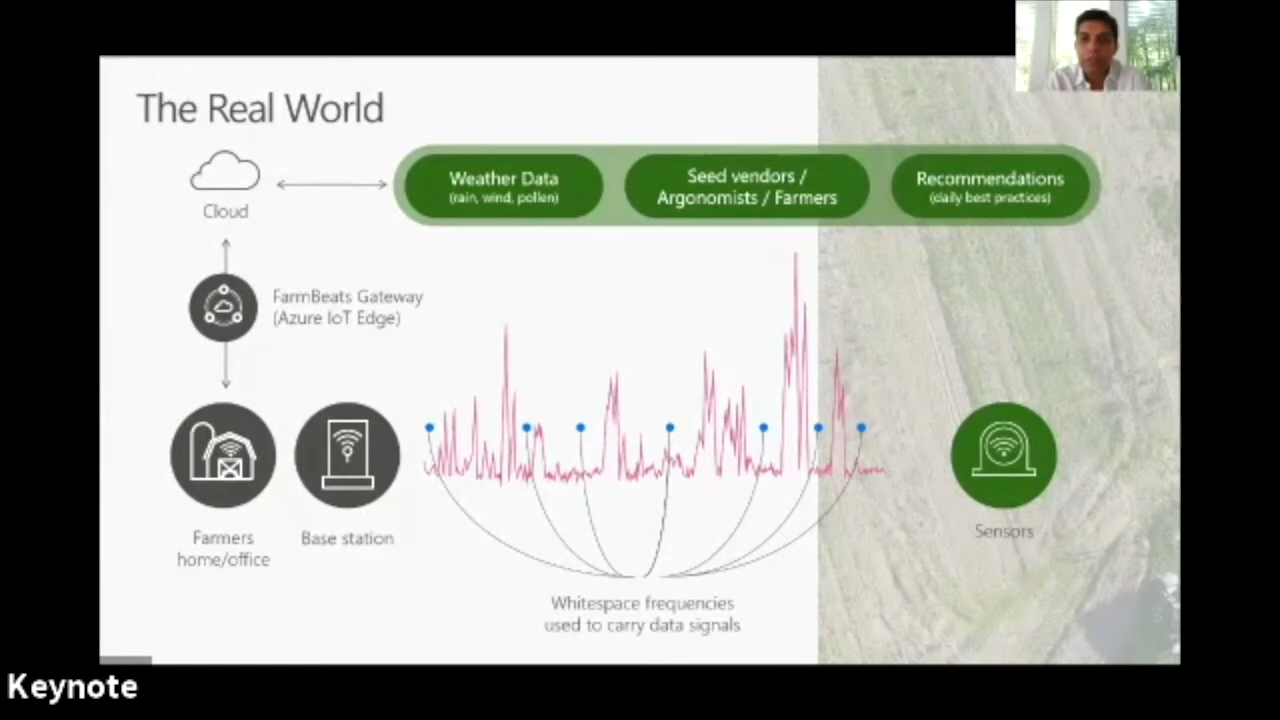 The Real World
Weather Data
(rain, wind, pollen)
Seed vendors /
Argonomists / Farmers
Recommendations
(daily best practices)
Cloud
FarmBeats Gateway
(Azure IoT Edge)
Farmers
home/office
Base station
Sensors
Whitespace frequencies
used to carry data signals
Keynote